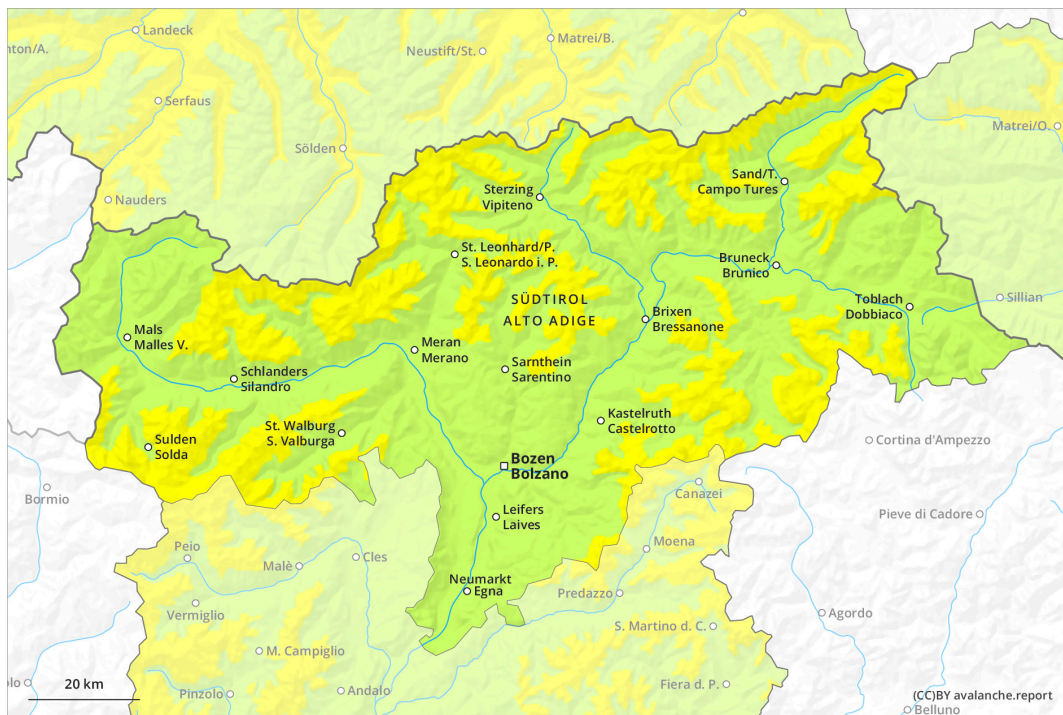 Landeck
nton/A.
Neustift/St.
Matrei/B.
Serfaus
Matrei/O.
Sölden
Nauders
Sterzing
Vipiteno
Sand/T.
Campo Tures
St. Leonhard/P.
S. Leonardo i. P.
Bruneck
Brunico
SÜDTIROL
ALTO ADIGE
Toblach
Dobbiaco
Sillian
Brixen
Bressanone
Mals
Malles V.
Meran
Merano
Sarnthein
Sarentino
Schlanders
Silandro
Kastelruth
Castelrotto
St. Walburg
S. Valburga
Sulden
Solda
Cortina d'Ampezzo
Bozen
Bolzano
Bormio
Canazei
Leifers
Laives
Pieve di Cadore
Peio
Cles
Moena
Malè
Neumarkt
Egna
Predazzo
Vermiglio
Agordo
S. Martino d. C.
M. Campiglio
20 km
olo
Pinzolo
Andalo
Fiera d. P.
(CC)BY avalanche.report
Belluno